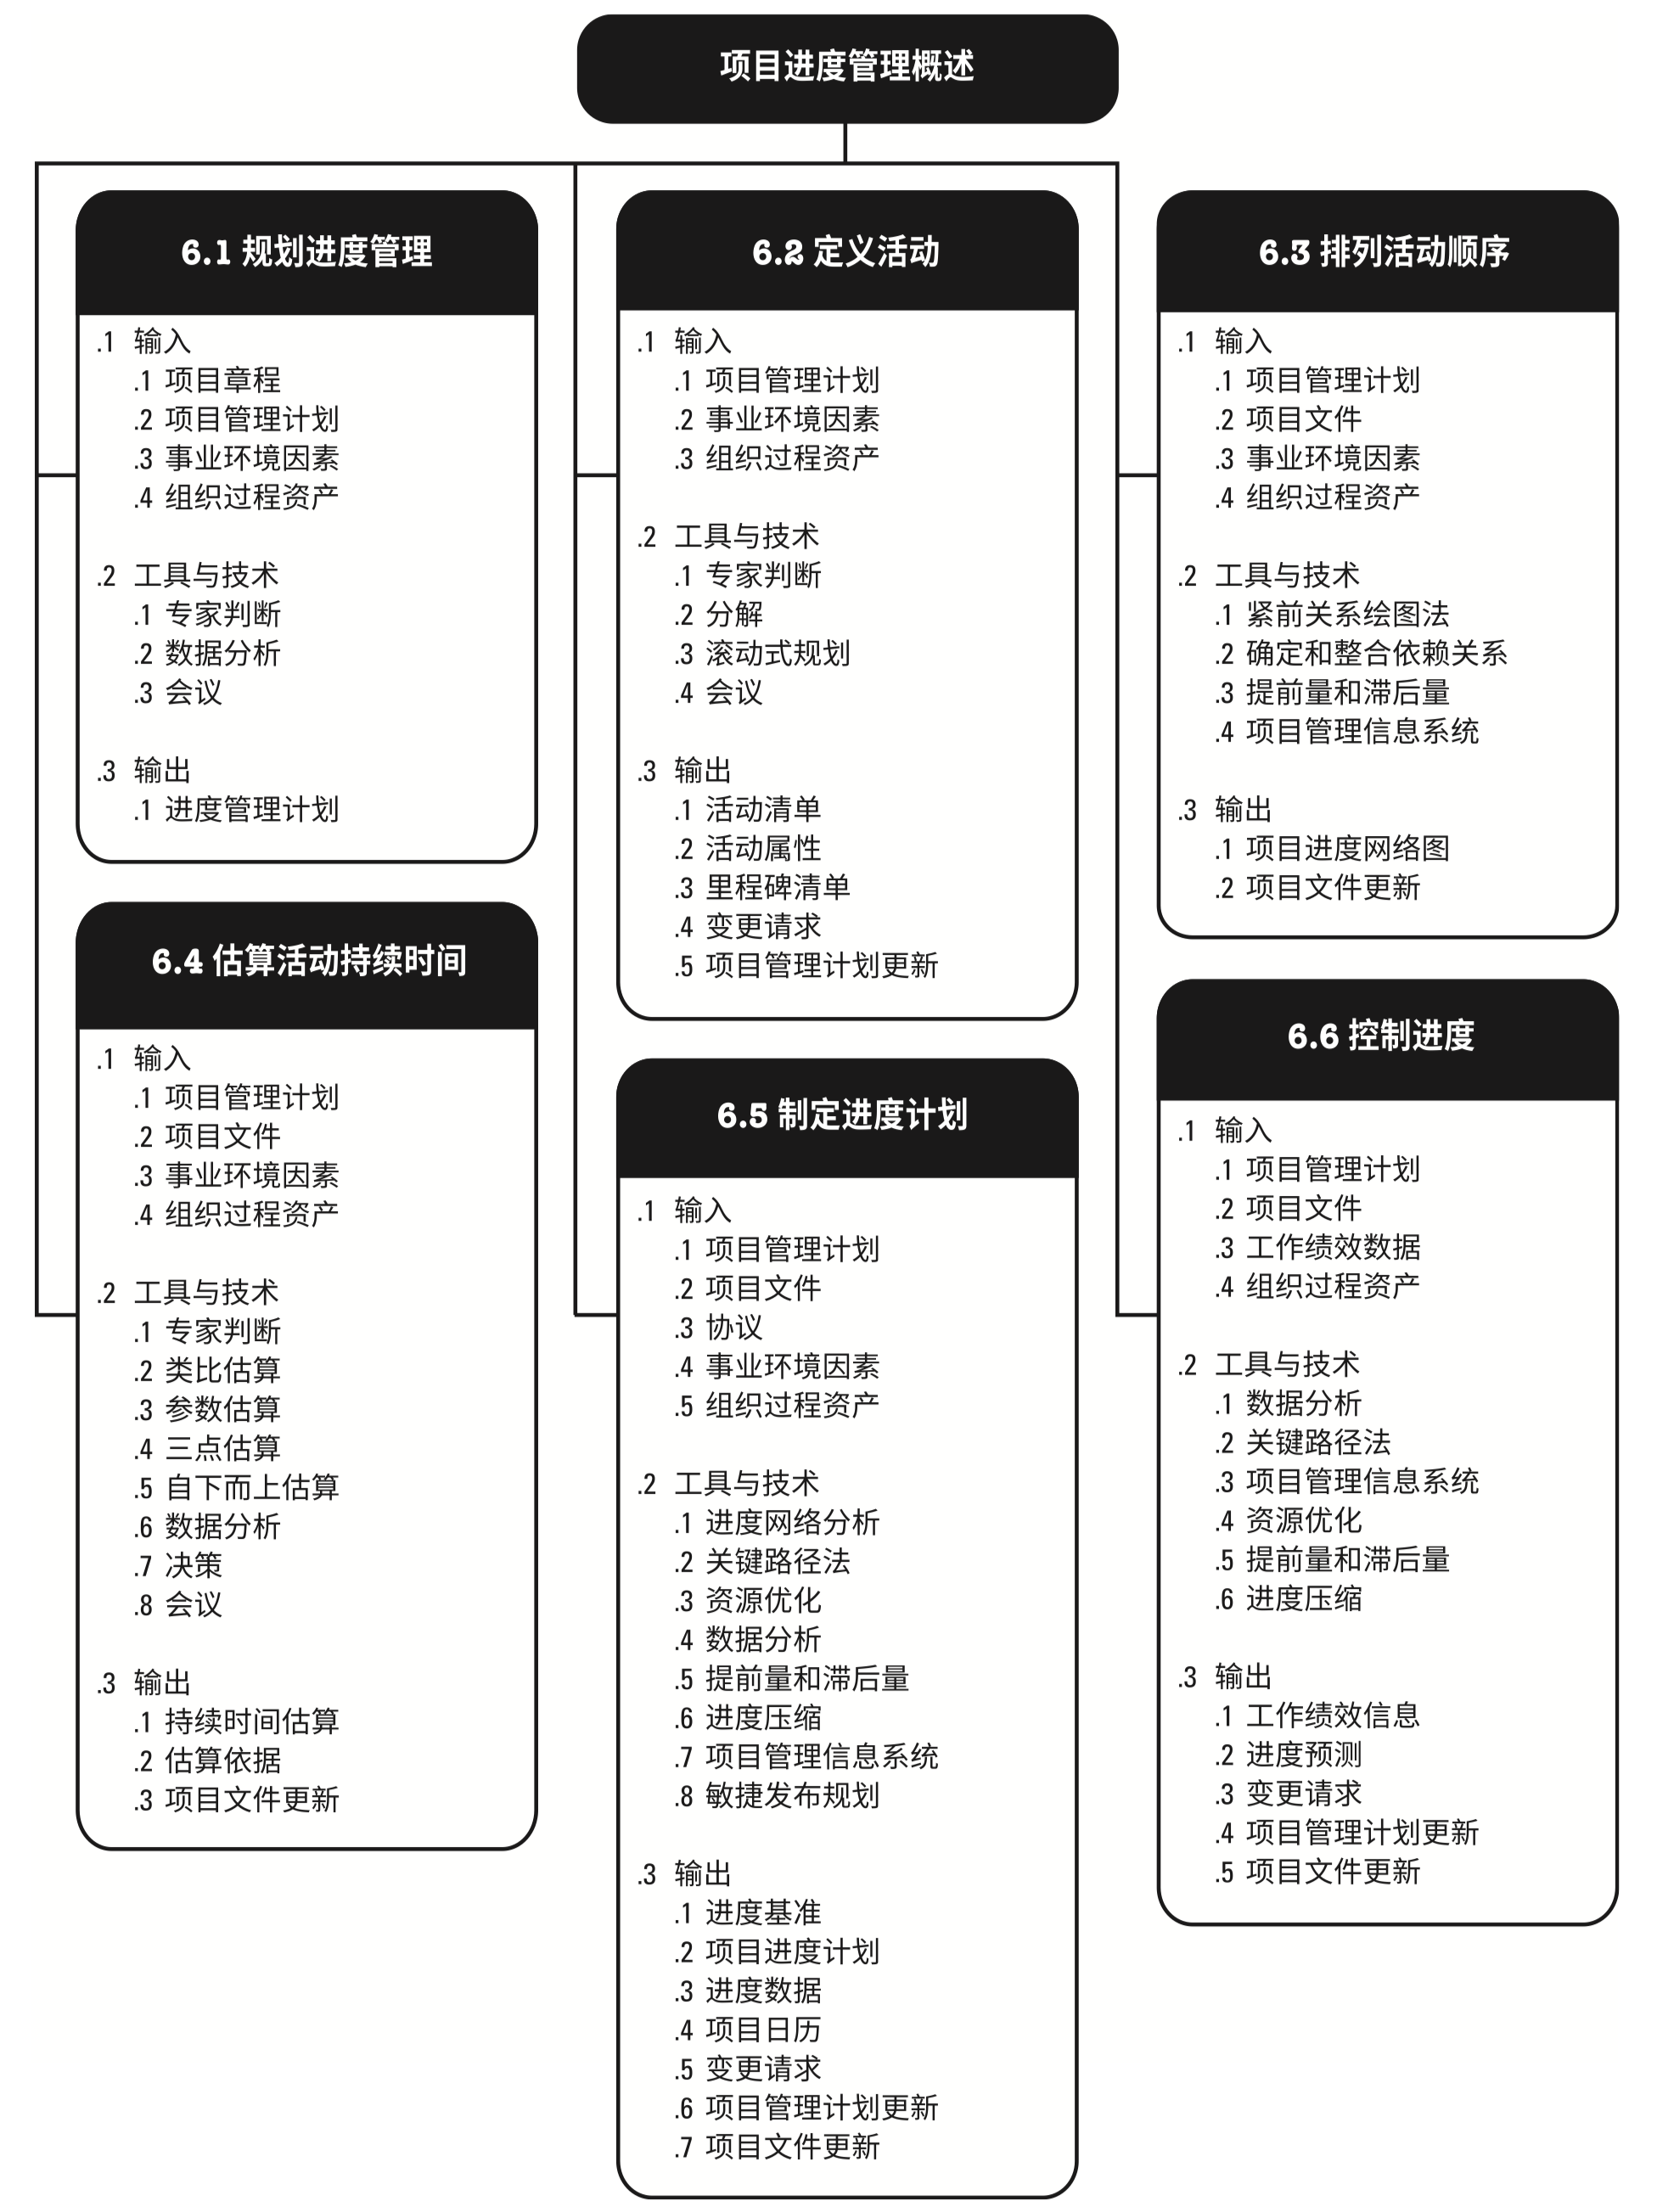 项目进度管理概述
6.1 规划进度管理
.1 输入
.1 项目章程
.2 项目管理计划
.3 事业环境因素
.4 组织过程资产
.2 工具与技术
.1 专家判断
.2 数据分析
.3 会议
.3 输出
.1 进度管理计划
6.2 定义活动
.1 输入
.1 项目管理计划
.2 事业环境因素
.3 组织过程资产
.2 工具与技术
.1 专家判断
.2 分解
.3 滚动式规划
.4 会议
.3 输出
.1 活动清单
.2 活动属性
.3 里程碑清单
.4 变更请求
.5 项目管理计划更新
6.3 排列活动顺序
.1 输入
.1 项目管理计划
.2 项目文件
.3 事业环境因素
.4 组织过程资产
.2 工具与技术
.1 紧前关系绘图法
.2 确定和整合依赖关系
.3 提前量和滞后量
.4 项目管理信息系统
.3 输出
.1 项目进度网络图
.2 项目文件更新
6.4 估算活动持续时间
.1 输入
.1 项目管理计划
.2 项目文件
.3 事业环境因素
.4 组织过程资产
.2 工具与技术
.1 专家判断
.2 类比估算
.3 参数估算
.4 三点估算
.5 自下而上估算
.6 数据分析
.7 决策
.8 会议
.3 输出
.1 持续时间估算
.2 估算依据
.3 项目文件更新
6.5 制定进度计划
.1 输入
.1 项目管理计划
.2 项目文件
.3 协议
.4 事业环境因素
.5 组织过程资产
.2 工具与技术
.1 进度网络分析
.2 关键路径法
.3 资源优化
.4 数据分析
.5 提前量和滞后量
.6 进度压缩
.7 项目管理信息系统
.8 敏捷发布规划
.3 输出
.1 进度基准
.2 项目进度计划
.3 进度数据
.4 项目日历
.5 变更请求
.6 项目管理计划更新
.7 项目文件更新
6.6 控制进度
.1 输入
.1 项目管理计划
.2 项目文件
.3 工作绩效数据
.4 组织过程资产
.2 工具与技术
.1 数据分析
.2 关键路径法
.3 项目管理信息系统
.4 资源优化
.5 提前量和滞后量
.6 进度压缩
.3 输出
.1 工作绩效信息
.2 进度预测
.3 变更请求
.4 项目管理计划更新
.5 项目文件更新